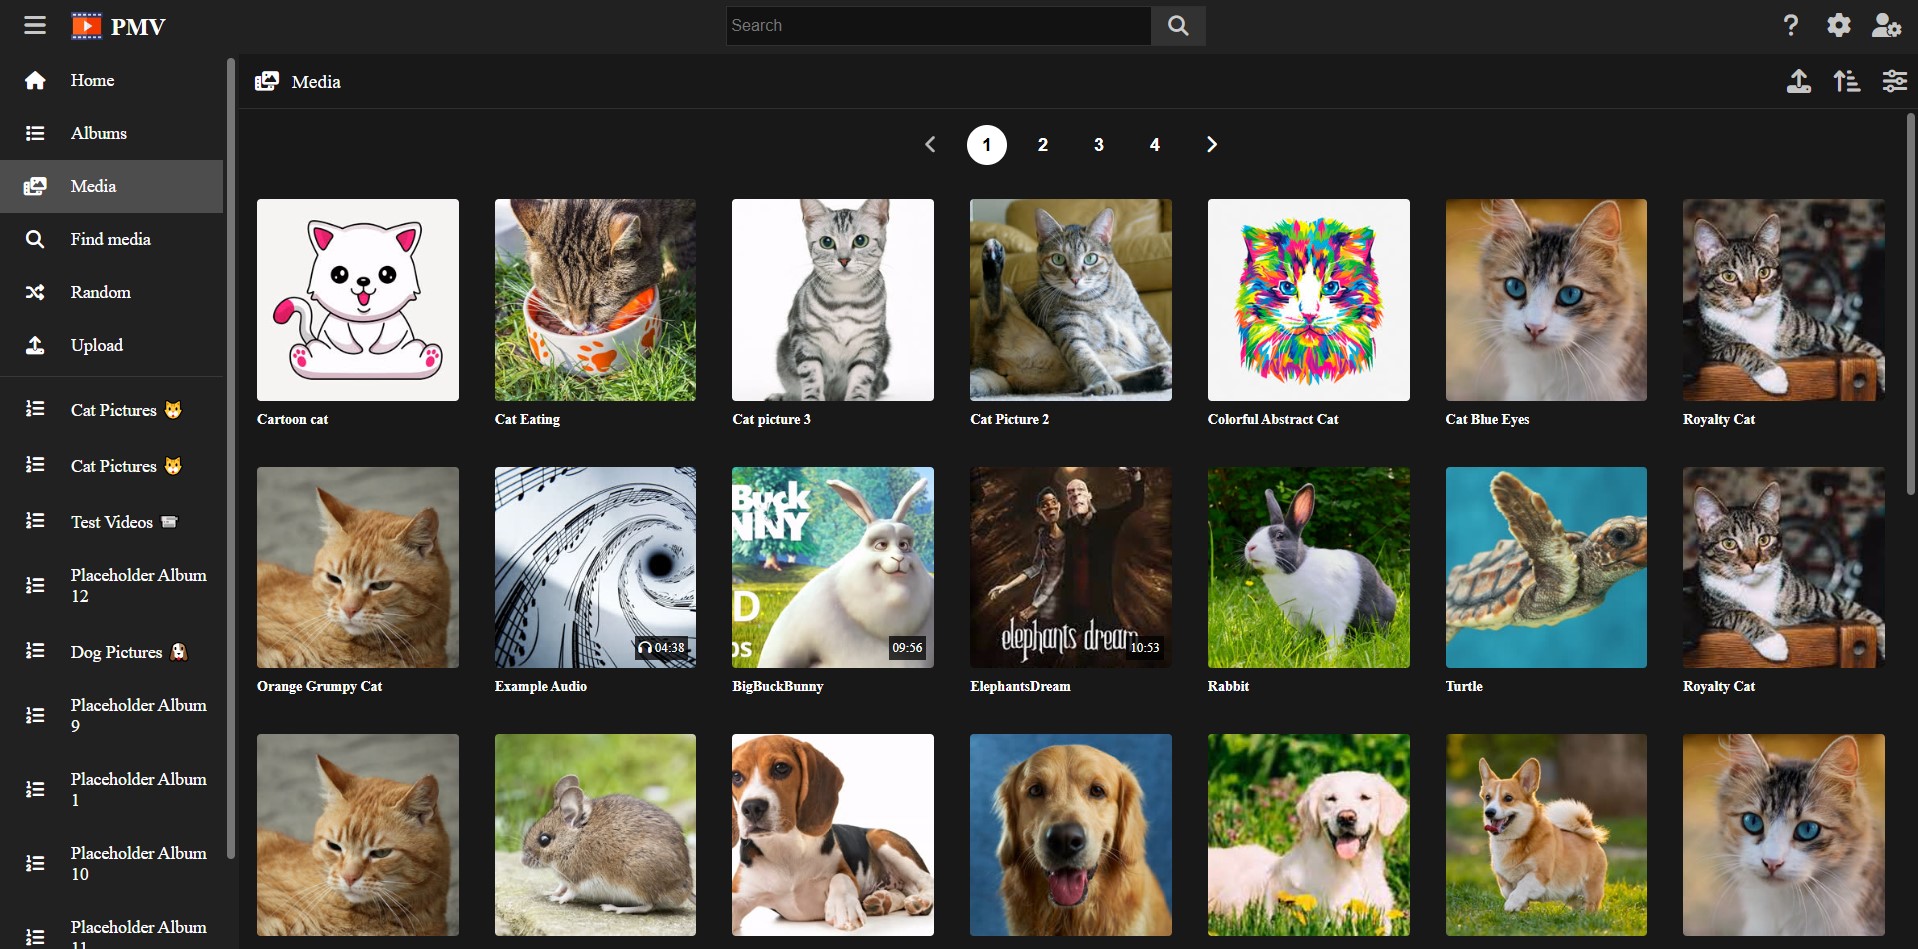 PMV
Search
Home
Albums
Media
Find media
Random
Upload
Cat Pictures 🐱
Cat Pictures 🐱
Test Videos
Placeholder Album
12
Dog Pictures 🐶
Placeholder Album
9
Placeholder Album
1
Placeholder Album
10
Placeholder Album
11
Media
1 2 3 4
Cartoon cat
Cat Eating
Cat picture 3
Cat Picture 2
Colorful Abstract Cat
Cat Blue Eyes
Royalty Cat
04:38
Buck
NNY
D
ps
09:56
elephants dream
10:53
Orange Grumpy Cat
Example Audio
BigBuckBunny
ElephantsDream
Rabbit
Turtle
Royalty Cat